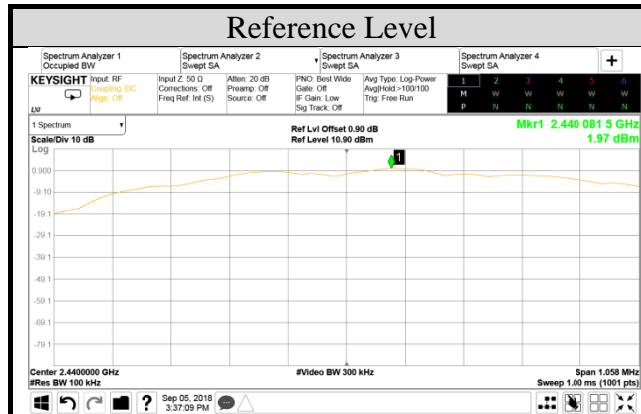 Reference Level
Spectrum Analyzer 1 Spectrum Analyzer 2 Spectrum Analyzer 3 Spectrum Analyzer 4 +
Occupied BW Swept SA Swept SA Swept SA
KEYSIGHT Input: RF Input Z: 50 Ω Atten: 20 dB PNO: Best Wide Avg Type: Log-Power 1 2 3 4 5 6
Coupling: DC Corrections: Off Preamp: Off Gate: Off Avg|Hold:>100/100 M W W W W W
Align: Off Freq Ref: Int (S) Source: Off IF Gain: Low Trig: Free Run P N N N N N
LXI Sig Track: Off
1 Spectrum Ref Lvl Offset 0.90 dB Mkr1 2.440 081 5 GHz
Scale/Div 10 dB Ref Level 10.90 dBm 1.97 dBm
Log
1
0.900
-9.10
-19.1
-29.1
-39.1
-49.1
-59.1
-69.1
-79.1
Center 2.4400000 GHz #Video BW 300 kHz Span 1.058 MHz
#Res BW 100 kHz Sweep 1.00 ms (1001 pts)
? Sep 05, 2018
3:37:09 PM